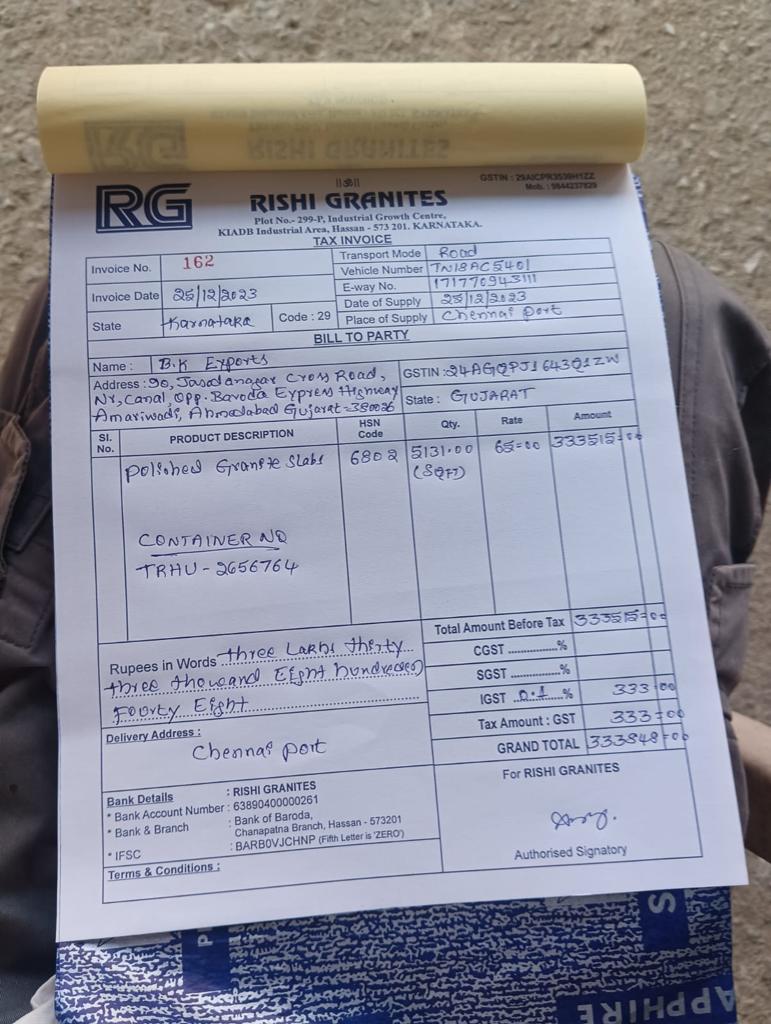 RG
||ॐ||
GSTIN : 29AICPR3539H1ZZ
Mob. : 9844237829
RISHI GRANITES
Plot No.- 299-P, Industrial Growth Centre,
KIADB Industrial Area, Hassan - 573 201. KARNATAKA.
TAX INVOICE
Invoice No. 162
Invoice Date 25/12/2023
State Karnataka Code : 29
Transport Mode Road
Vehicle Number TN18AC5401
E-way No. 171770943111
Date of Supply 25/12/2023
Place of Supply Chennai port
BILL TO PARTY
Name : B.K Exports
Address : 90, Jasodanagar Cross Road,
Nr, Canal, Opp. Baroda Express Highway
Amariwadi, Ahmedabad Gujarat-380026
GSTIN : 24AGQPJ1643Q1ZW
State : GUJARAT
Sl. No. PRODUCT DESCRIPTION HSN Code Qty. Rate Amount
Polished Granite Slabs 6802 5131.00 65=00 333515=00
(SQFT)
CONTAINER NO
TRHU-2656764
Total Amount Before Tax 333515=00
CGST ...............%
SGST ...............%
IGST ..0.1..% 333=00
Tax Amount : GST 333=00
GRAND TOTAL 333848=00
Rupees in Words three Lakhs thirty
three thousand Eight hundreded
Fourty Eight
Delivery Address :
Chennai port
Bank Details : RISHI GRANITES
* Bank Account Number : 63890400000261
* Bank & Branch : Bank of Baroda,
Chanapatna Branch, Hassan - 573201
* IFSC : BARB0VJCHNP (Fifth Letter is 'ZERO')
Terms & Conditions :
For RISHI GRANITES
Authorised Signatory
S
P
APPHIRE